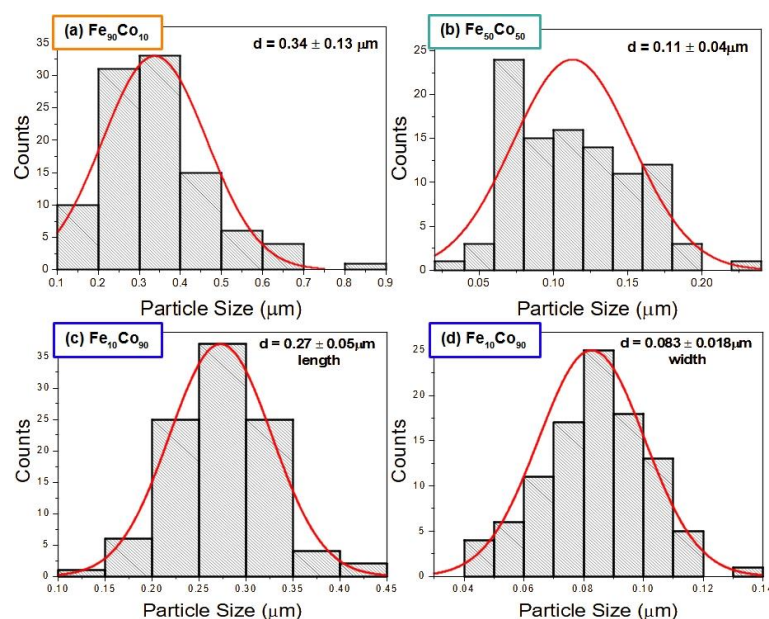 (a) Fe90Co10
d = 0.34 ± 0.13 µm
35
30
25
20
15
10
5
0
Counts
0.1 0.2 0.3 0.4 0.5 0.6 0.7 0.8 0.9
Particle Size (µm)
(b) Fe50Co50
d = 0.11 ± 0.04µm
25
20
15
10
5
0
Counts
0.05 0.10 0.15 0.20
Particle Size (µm)
(c) Fe10Co90
d = 0.27 ± 0.05µm
length
35
30
25
20
15
10
5
0
Counts
0.10 0.15 0.20 0.25 0.30 0.35 0.40 0.45
Particle Size (µm)
(d) Fe10Co90
d = 0.083 ± 0.018µm
width
25
20
15
10
5
0
Counts
0.04 0.06 0.08 0.10 0.12 0.14
Particle Size (µm)